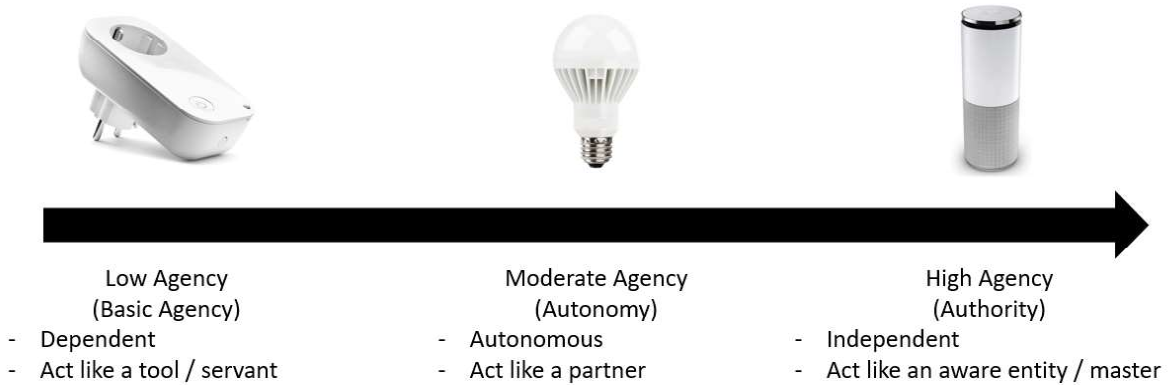 Low Agency
(Basic Agency)
- Dependent
- Act like a tool / servant
Moderate Agency
(Autonomy)
- Autonomous
- Act like a partner
High Agency
(Authority)
- Independent
- Act like an aware entity / master